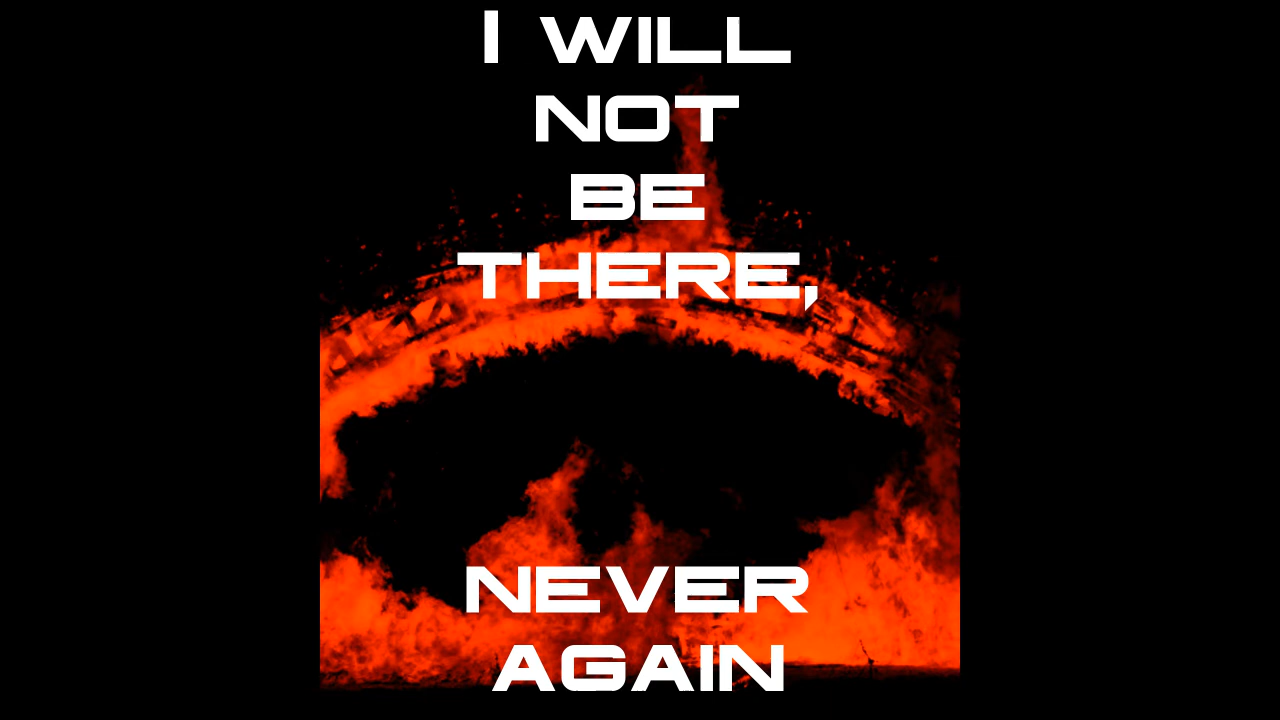 I WILL
NOT
BE
THERE,
NEVER
AGAIN